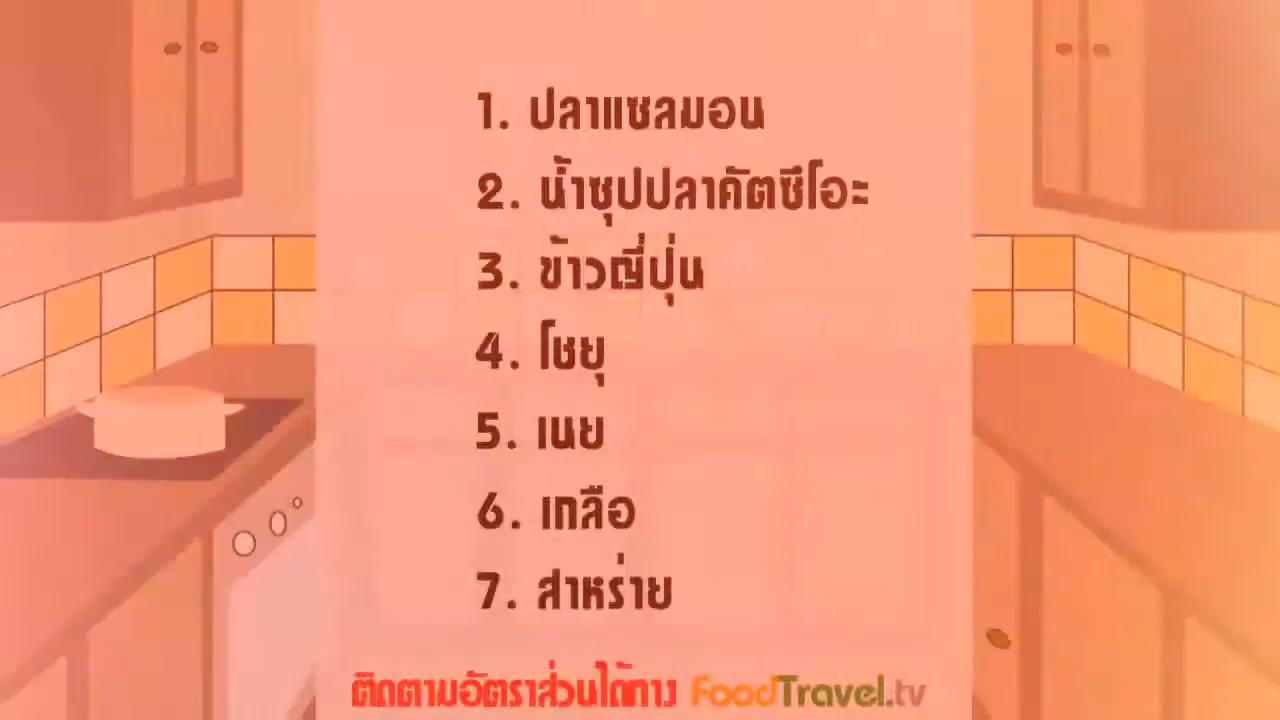 1. ปลาแซลมอน
2. น้ำซุปปลาคัตซึโอะ
3. ข้าวญี่ปุ่น
4. โชยุ
5. เนย
6. เกลือ
7. สาหร่าย
ติดตามอัตราส่วนได้ทาง FoodTravel.tv